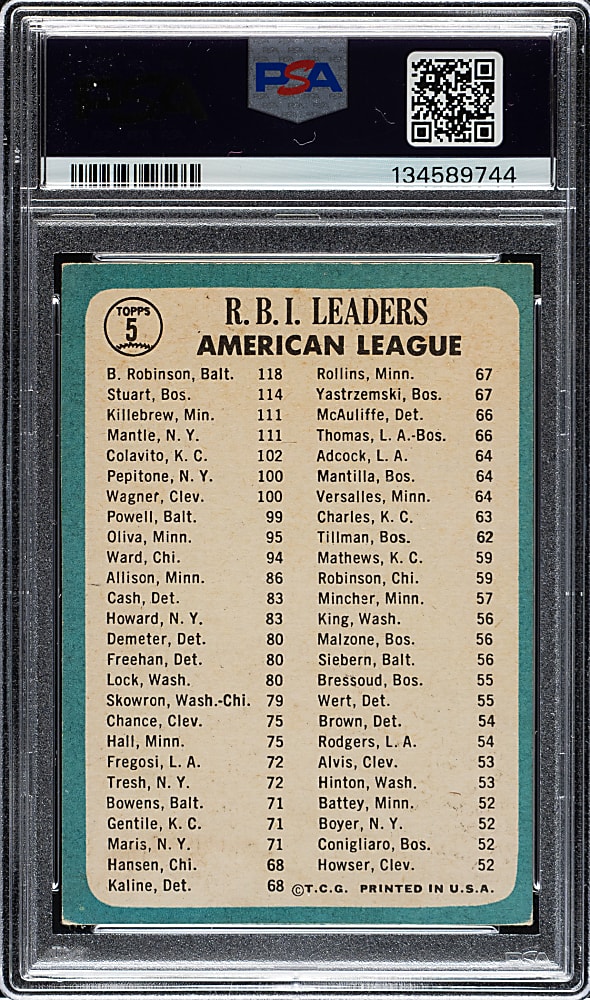 PSA
134589744
TOPPS
5
R. B. I. LEADERS
AMERICAN LEAGUE
B. Robinson, Balt. 118
Stuart, Bos. 114
Killebrew, Min. 111
Mantle, N. Y. 111
Colavito, K. C. 102
Pepitone, N. Y. 100
Wagner, Clev. 100
Powell, Balt. 99
Oliva, Minn. 95
Ward, Chi. 94
Allison, Minn. 86
Cash, Det. 83
Howard, N. Y. 83
Demeter, Det. 80
Freehan, Det. 80
Lock, Wash. 80
Skowron, Wash.-Chi. 79
Chance, Clev. 75
Hall, Minn. 75
Fregosi, L. A. 72
Tresh, N. Y. 72
Bowens, Balt. 71
Gentile, K. C. 71
Maris, N. Y. 71
Hansen, Chi. 68
Kaline, Det. 68
Rollins, Minn. 67
Yastrzemski, Bos. 67
McAuliffe, Det. 66
Thomas, L. A.-Bos. 66
Adcock, L. A. 64
Mantilla, Bos. 64
Versalles, Minn. 64
Charles, K. C. 63
Tillman, Bos. 62
Mathews, K. C. 59
Robinson, Chi. 59
Mincher, Minn. 57
King, Wash. 56
Malzone, Bos. 56
Siebern, Balt. 56
Bressoud, Bos. 55
Wert, Det. 55
Brown, Det. 54
Rodgers, L. A. 54
Alvis, Clev. 53
Hinton, Wash. 53
Battey, Minn. 52
Boyer, N. Y. 52
Conigliaro, Bos. 52
Howser, Clev. 52
©T.C.G. PRINTED IN U.S.A.
PSA